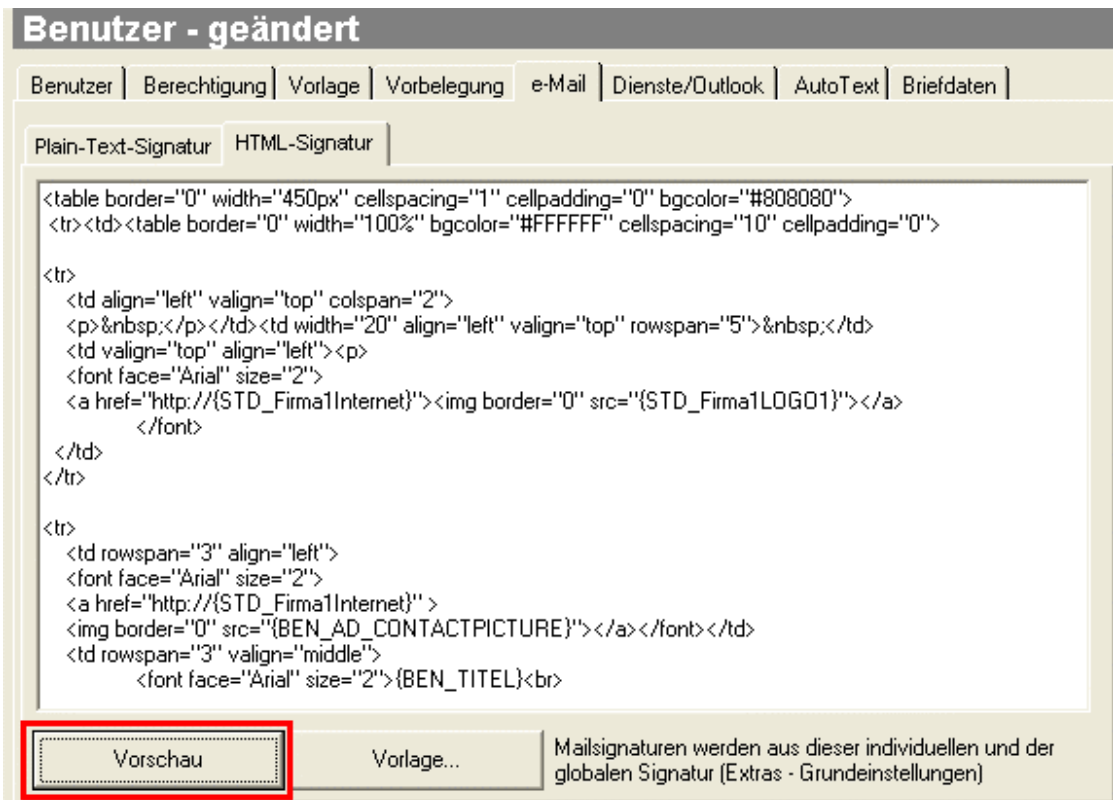 Benutzer - geändert
Benutzer Berechtigung Vorlage Vorbelegung e-Mail Dienste/Outlook AutoText Briefdaten
Plain-Text-Signatur HTML-Signatur
<table border="0" width="450px" cellspacing="1" cellpadding="0" bgcolor="#808080">
<tr><td><table border="0" width="100%" bgcolor="#FFFFFF" cellspacing="10" cellpadding="0">
<tr>
<td align="left" valign="top" colspan="2">
<p>&nbsp;</p></td><td width="20" align="left" valign="top" rowspan="5">&nbsp;</td>
<td valign="top" align="left"><p>
<font face="Arial" size="2">
<a href="http://{STD_Firma1Internet}"><img border="0" src="{STD_Firma1LOGO1}"></a>
</font>
</td>
</tr>
<tr>
<td rowspan="3" align="left">
<font face="Arial" size="2">
<a href="http://{STD_Firma1Internet}" >
<img border="0" src="{BEN_AD_CONTACTPICTURE}"></a></font></td>
<td rowspan="3" valign="middle">
<font face="Arial" size="2">{BEN_TITEL}<br>
Vorschau Vorlage... Mailsignaturen werden aus dieser individuellen und der
globalen Signatur (Extras - Grundeinstellungen)